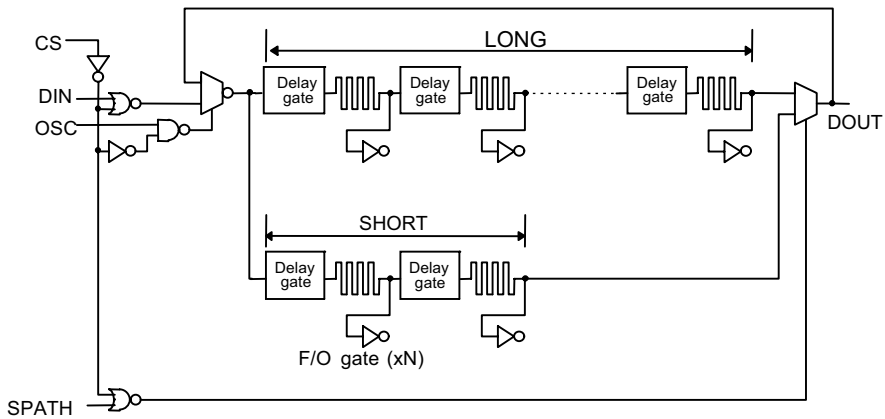 CS
LONG
Delay
gate
Delay
gate
Delay
gate
DIN
OSC
DOUT
SHORT
Delay
gate
Delay
gate
F/O gate (xN)
SPATH